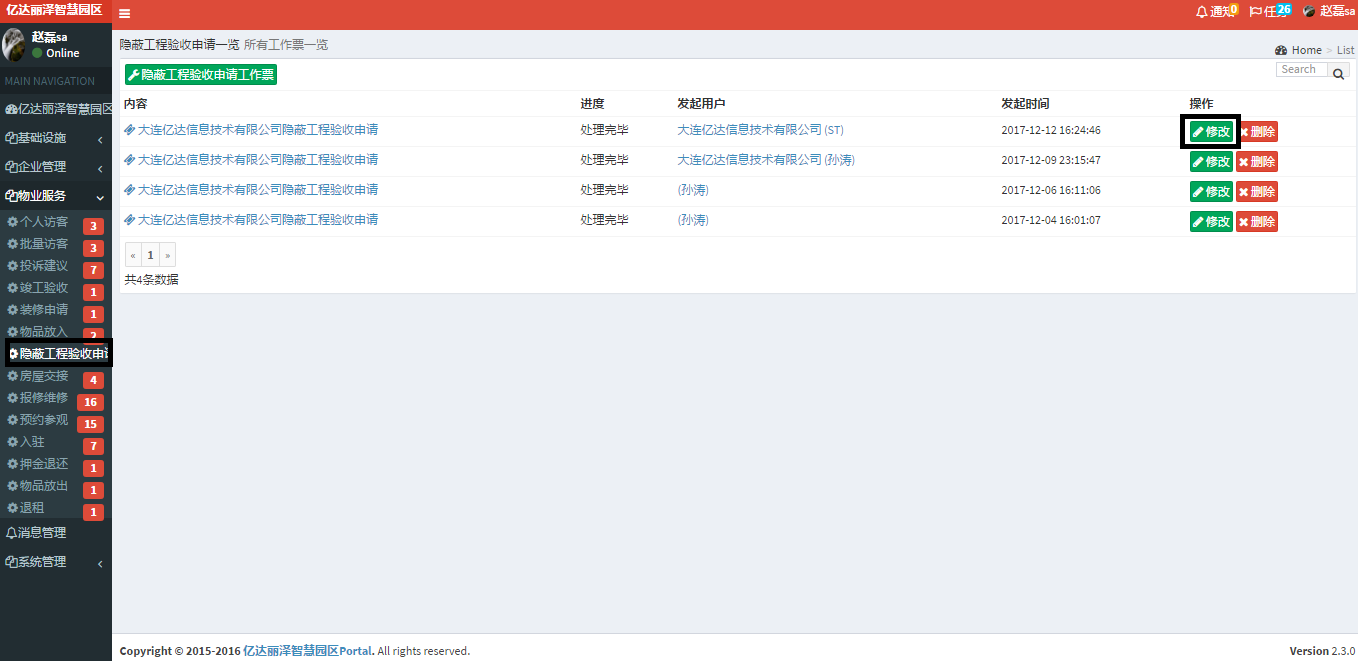 亿达丽泽智慧园区
通知 0 任务 26 赵磊sa
赵磊sa
Online
MAIN NAVIGATION
亿达丽泽智慧园区
基础设施
企业管理
物业服务
个人访客 3
批量访客 3
投诉建议 7
竣工验收 1
装修申请 1
物品放入 2
隐蔽工程验收申请
房屋交接 4
报修维修 16
预约参观 15
入驻 7
押金退还 1
物品放出 1
退租 1
消息管理
系统管理
隐蔽工程验收申请一览 所有工作票一览
Home > List
隐蔽工程验收申请工作票
Search
内容 进度 发起用户 发起时间 操作
大连亿达信息技术有限公司隐蔽工程验收申请 处理完毕 大连亿达信息技术有限公司 (ST) 2017-12-12 16:24:46 修改 删除
大连亿达信息技术有限公司隐蔽工程验收申请 处理完毕 大连亿达信息技术有限公司 (孙涛) 2017-12-09 23:15:47 修改 删除
大连亿达信息技术有限公司隐蔽工程验收申请 处理完毕 (孙涛) 2017-12-06 16:11:06 修改 删除
大连亿达信息技术有限公司隐蔽工程验收申请 处理完毕 (孙涛) 2017-12-04 16:01:07 修改 删除
« 1 »
共4条数据
Copyright © 2015-2016 亿达丽泽智慧园区Portal. All rights reserved.
Version 2.3.0